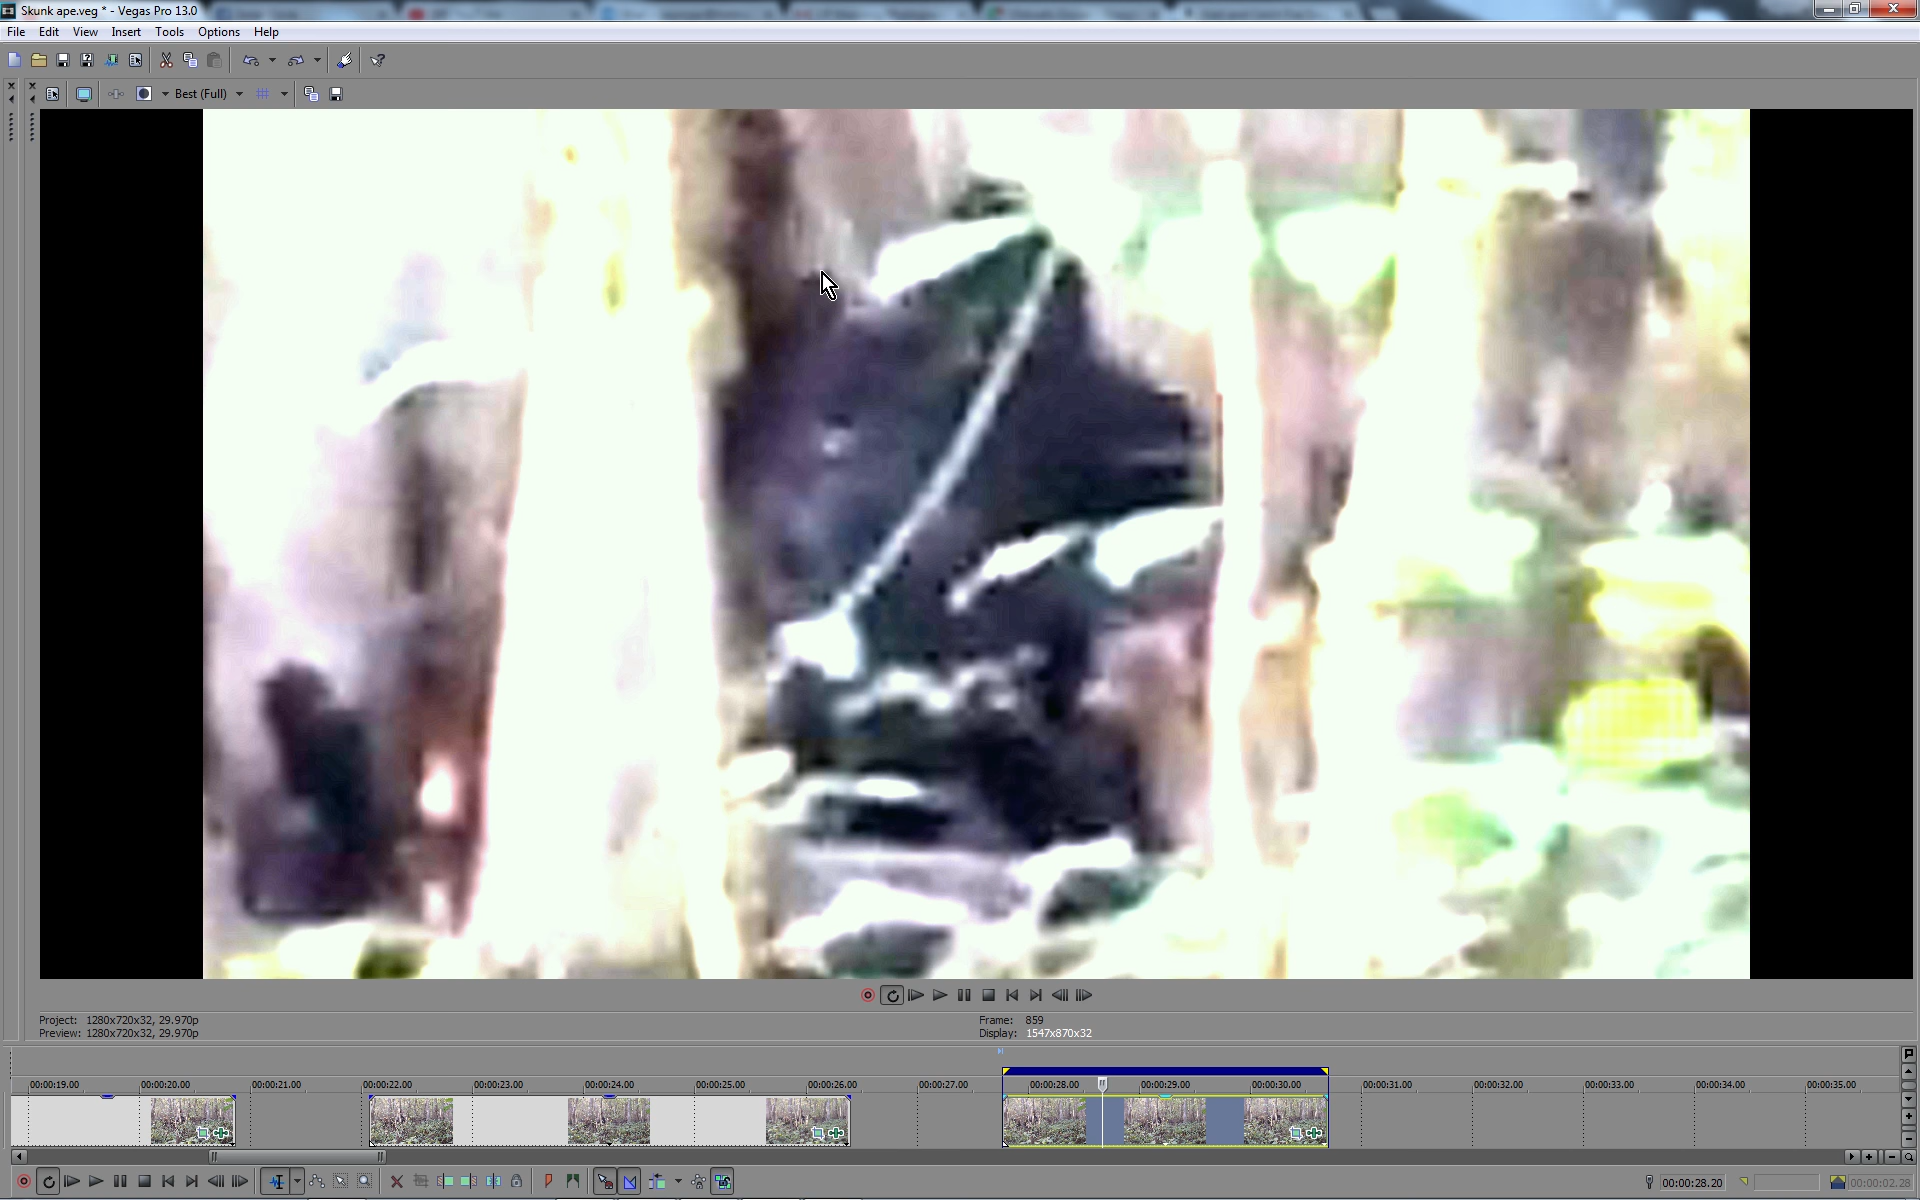 Skunk ape.veg * - Vegas Pro 13.0
File Edit View Insert Tools Options Help
Best (Full)
Project: 1280x720x32, 29.970p
Preview: 1280x720x32, 29.970p
Frame: 859
Display: 1547x870x32
00:00:19.00 00:00:20.00 00:00:21.00 00:00:22.00 00:00:23.00 00:00:24.00 00:00:25.00 00:00:26.00 00:00:27.00 00:00:28.00 00:00:29.00 00:00:30.00 00:00:31.00 00:00:32.00 00:00:33.00 00:00:34.00 00:00:35.00
00:00:28.20 00:00:02.28